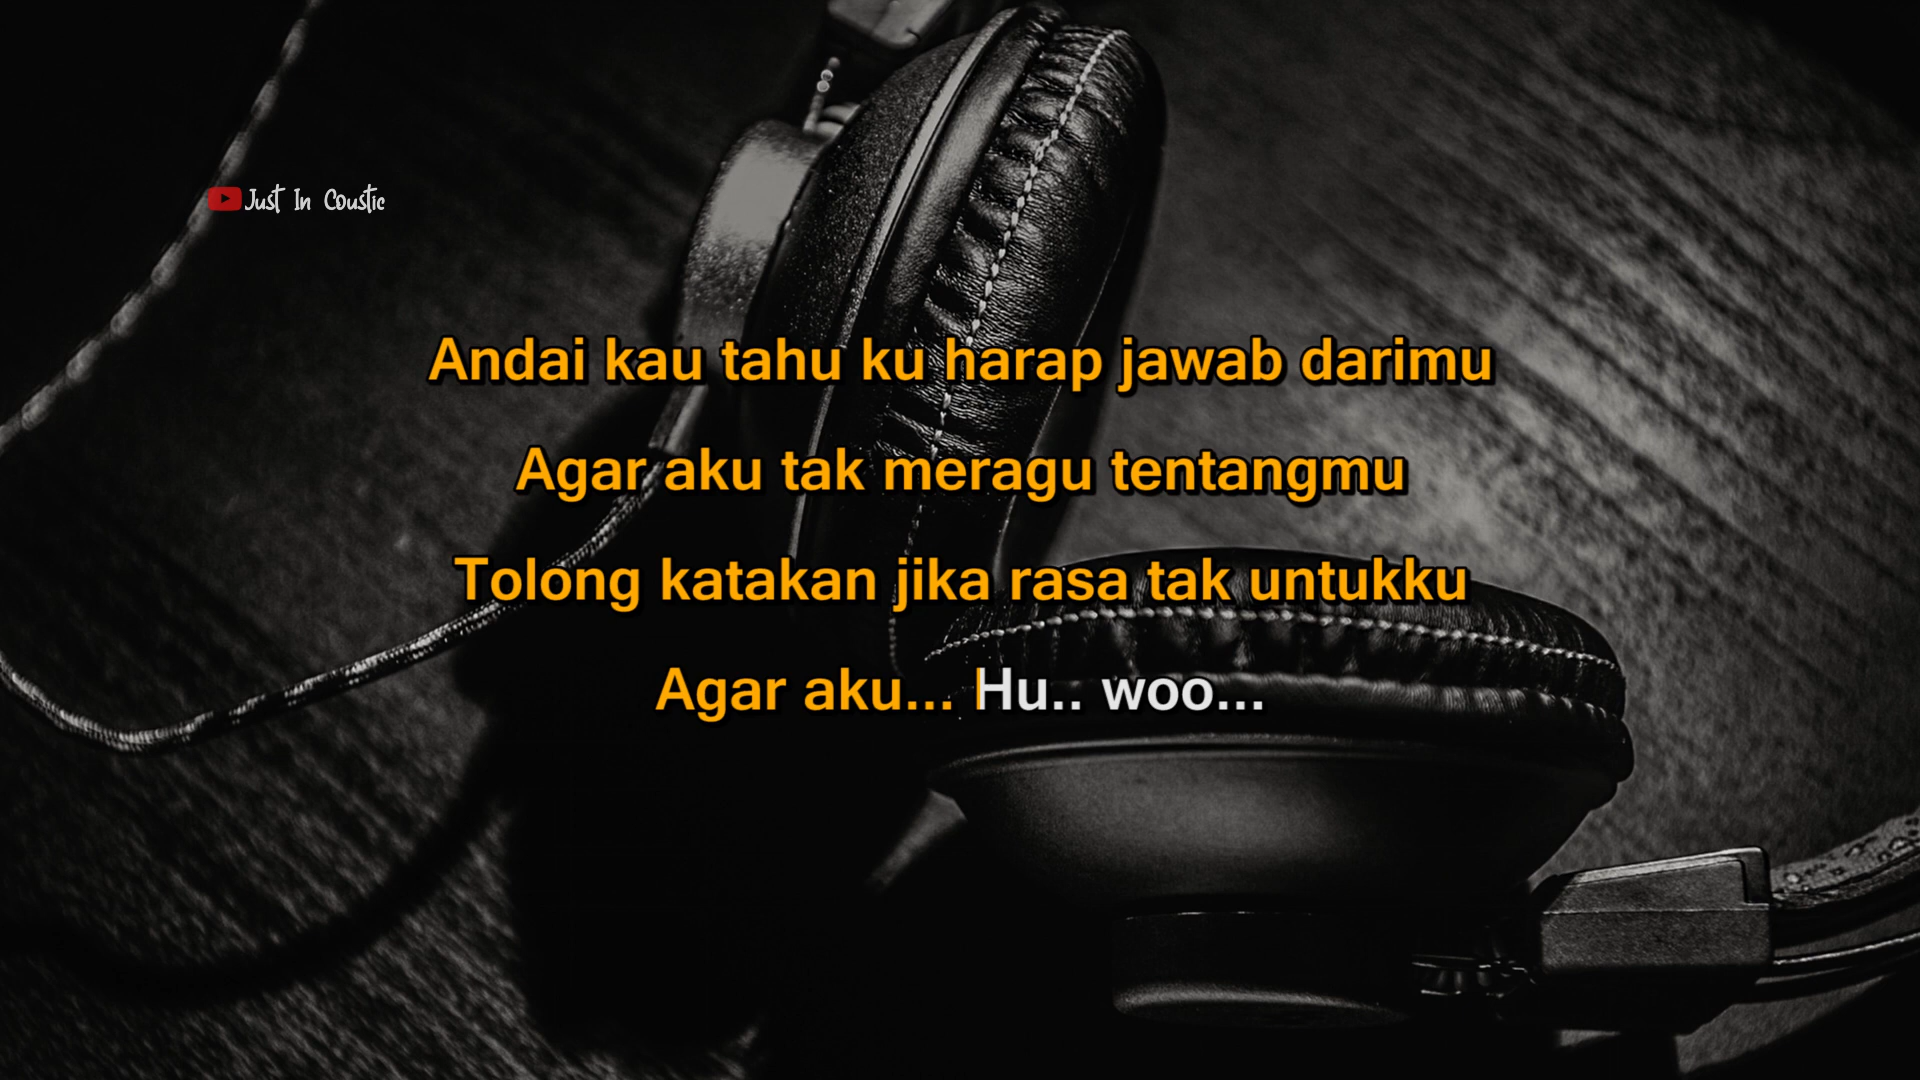 Just In Coustic
Andai kau tahu ku harap jawab darimu
Agar aku tak meragu tentangmu
Tolong katakan jika rasa tak untukku
Agar aku... Hu.. woo...